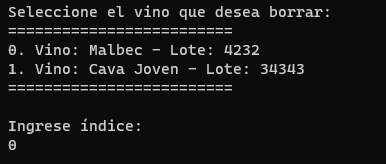 Seleccione el vino que desea borrar:
=========================
0. Vino: Malbec - Lote: 4232
1. Vino: Cava Joven - Lote: 34343
=========================
Ingrese índice:
0